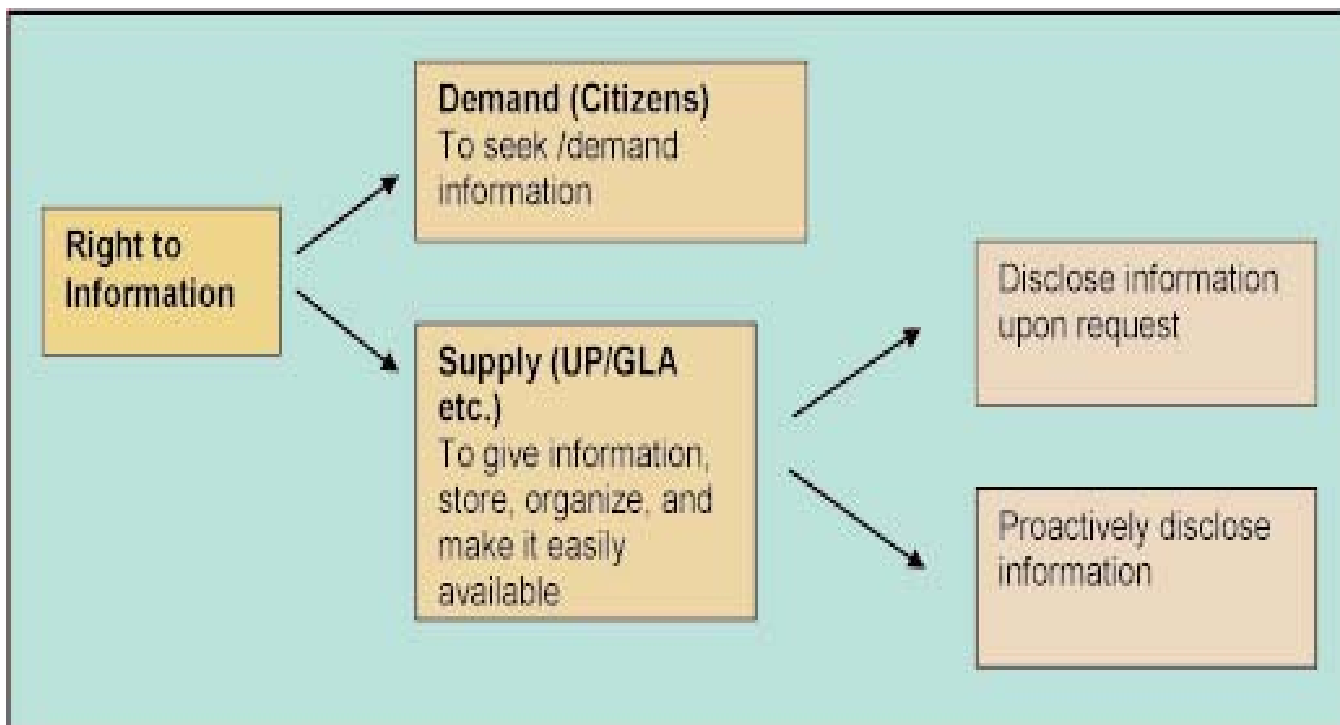 Right to
Information
Demand (Citizens)
To seek /demand
information
Supply (UP/GLA
etc.)
To give information,
store, organize, and
make it easily
available
Disclose information
upon request
Proactively disclose
information